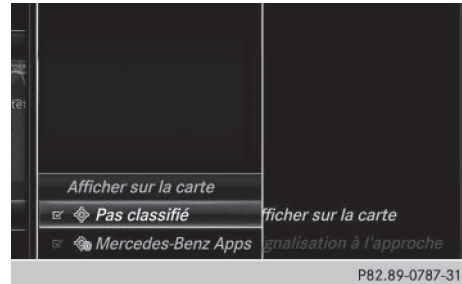 Afficher sur la carte
Pas classifié
fficher sur la carte
Mercedes-Benz Apps
gnalisation à l'approche
P82.89-0787-31